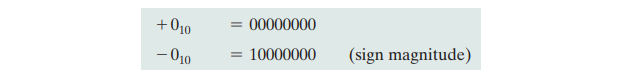 +0₁₀ = 00000000
−0₁₀ = 10000000 (sign magnitude)